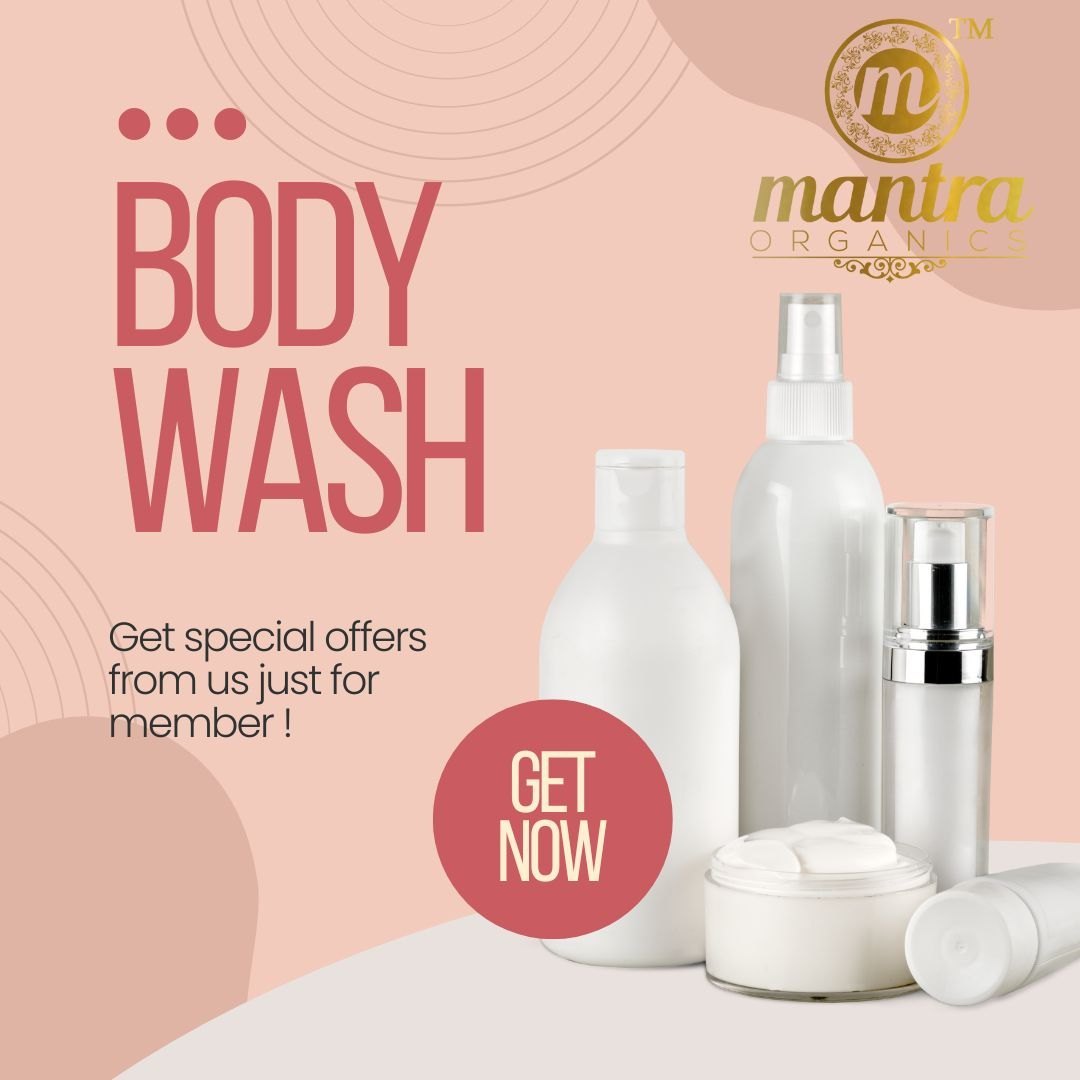 BODY
WASH
Get special offers
from us just for
member !
GET
NOW
TM
m
mantra
ORGANICS